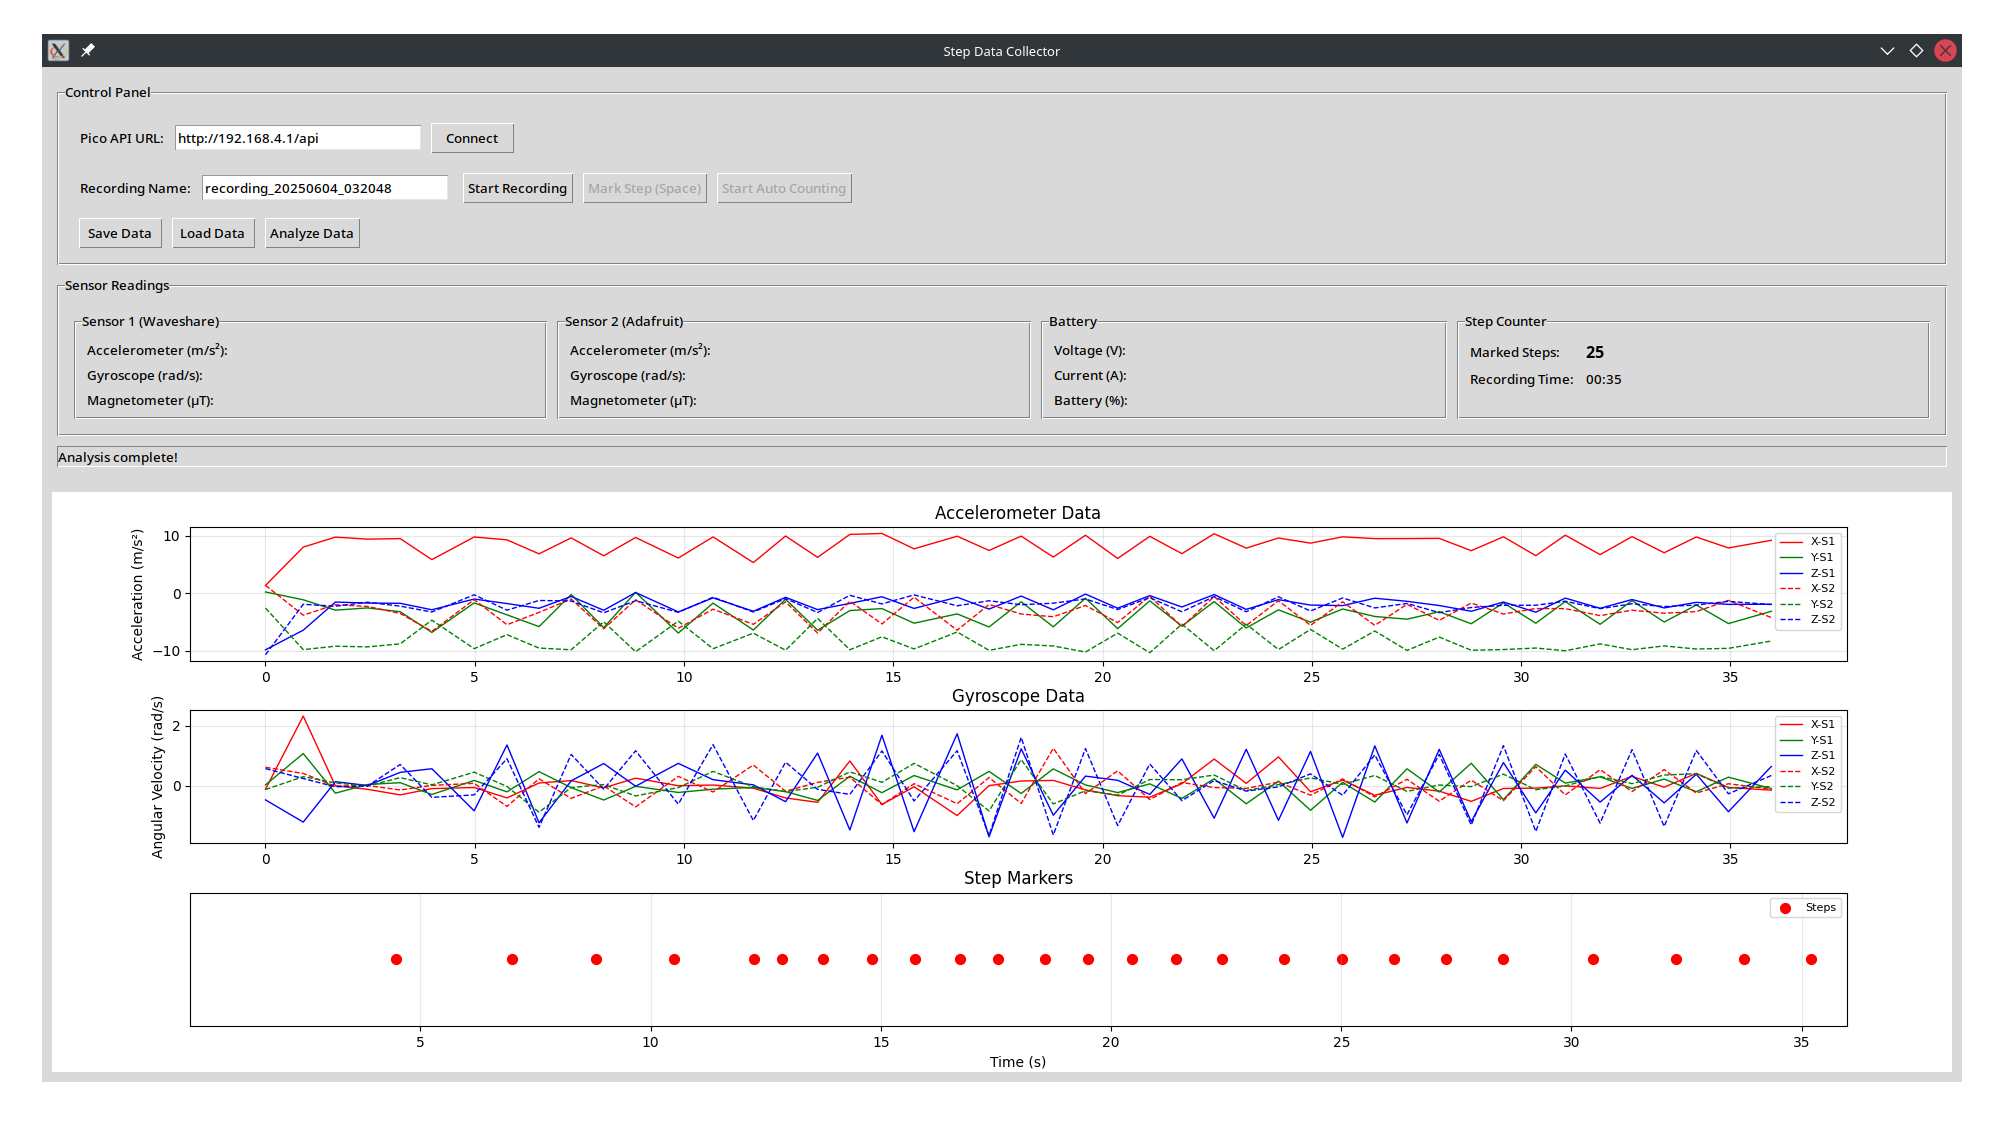 Step Data Collector
Control Panel
Pico API URL: http://192.168.4.1/api Connect
Recording Name: recording_20250604_032048 Start Recording Mark Step (Space) Start Auto Counting
Save Data Load Data Analyze Data
Sensor Readings
Sensor 1 (Waveshare)
Accelerometer (m/s²):
Gyroscope (rad/s):
Magnetometer (µT):
Sensor 2 (Adafruit)
Accelerometer (m/s²):
Gyroscope (rad/s):
Magnetometer (µT):
Battery
Voltage (V):
Current (A):
Battery (%):
Step Counter
Marked Steps: 25
Recording Time: 00:35
Analysis complete!
Accelerometer Data
Acceleration (m/s²)
10
0
−10
X-S1
Y-S1
Z-S1
X-S2
Y-S2
Z-S2
0 5 10 15 20 25 30 35
Gyroscope Data
Angular Velocity (rad/s)
2
0
X-S1
Y-S1
Z-S1
X-S2
Y-S2
Z-S2
0 5 10 15 20 25 30 35
Step Markers
Steps
5 10 15 20 25 30 35
Time (s)